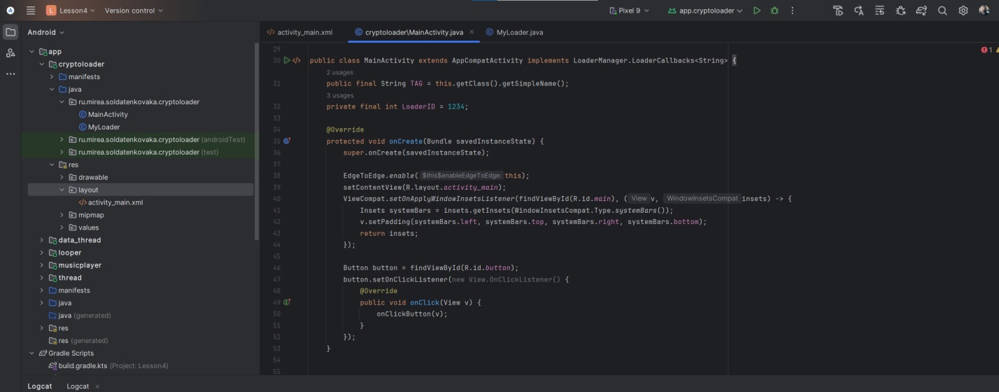 L Lesson4 Version control Pixel 9 app.cryptoloader
Android
app
cryptoloader
manifests
java
ru.mirea.soldatenkovaka.cryptoloader
MainActivity
MyLoader
ru.mirea.soldatenkovaka.cryptoloader (androidTest)
ru.mirea.soldatenkovaka.cryptoloader (test)
res
drawable
layout
activity_main.xml
mipmap
values
data_thread
looper
musicplayer
thread
manifests
java
java (generated)
res
res (generated)
Gradle Scripts
build.gradle.kts (Project: Lesson4)
activity_main.xml cryptoloader\MainActivity.java MyLoader.java
1
29
30 public class MainActivity extends AppCompatActivity implements LoaderManager.LoaderCallbacks<String> {
2 usages
31 public final String TAG = this.getClass().getSimpleName();
3 usages
32 private final int LoaderID = 1234;
33
34 @Override
35 protected void onCreate(Bundle savedInstanceState) {
36 super.onCreate(savedInstanceState);
37
38 EdgeToEdge.enable( $this$enableEdgeToEdge: this);
39 setContentView(R.layout.activity_main);
40 ViewCompat.setOnApplyWindowInsetsListener(findViewById(R.id.main), ( View v, WindowInsetsCompat insets) -> {
41 Insets systemBars = insets.getInsets(WindowInsetsCompat.Type.systemBars());
42 v.setPadding(systemBars.left, systemBars.top, systemBars.right, systemBars.bottom);
43 return insets;
44 });
45
46 Button button = findViewById(R.id.button);
47 button.setOnClickListener(new View.OnClickListener() {
48 @Override
49 public void onClick(View v) {
50 onClickButton(v);
51 }
52 });
53 }
54
55
Logcat Logcat